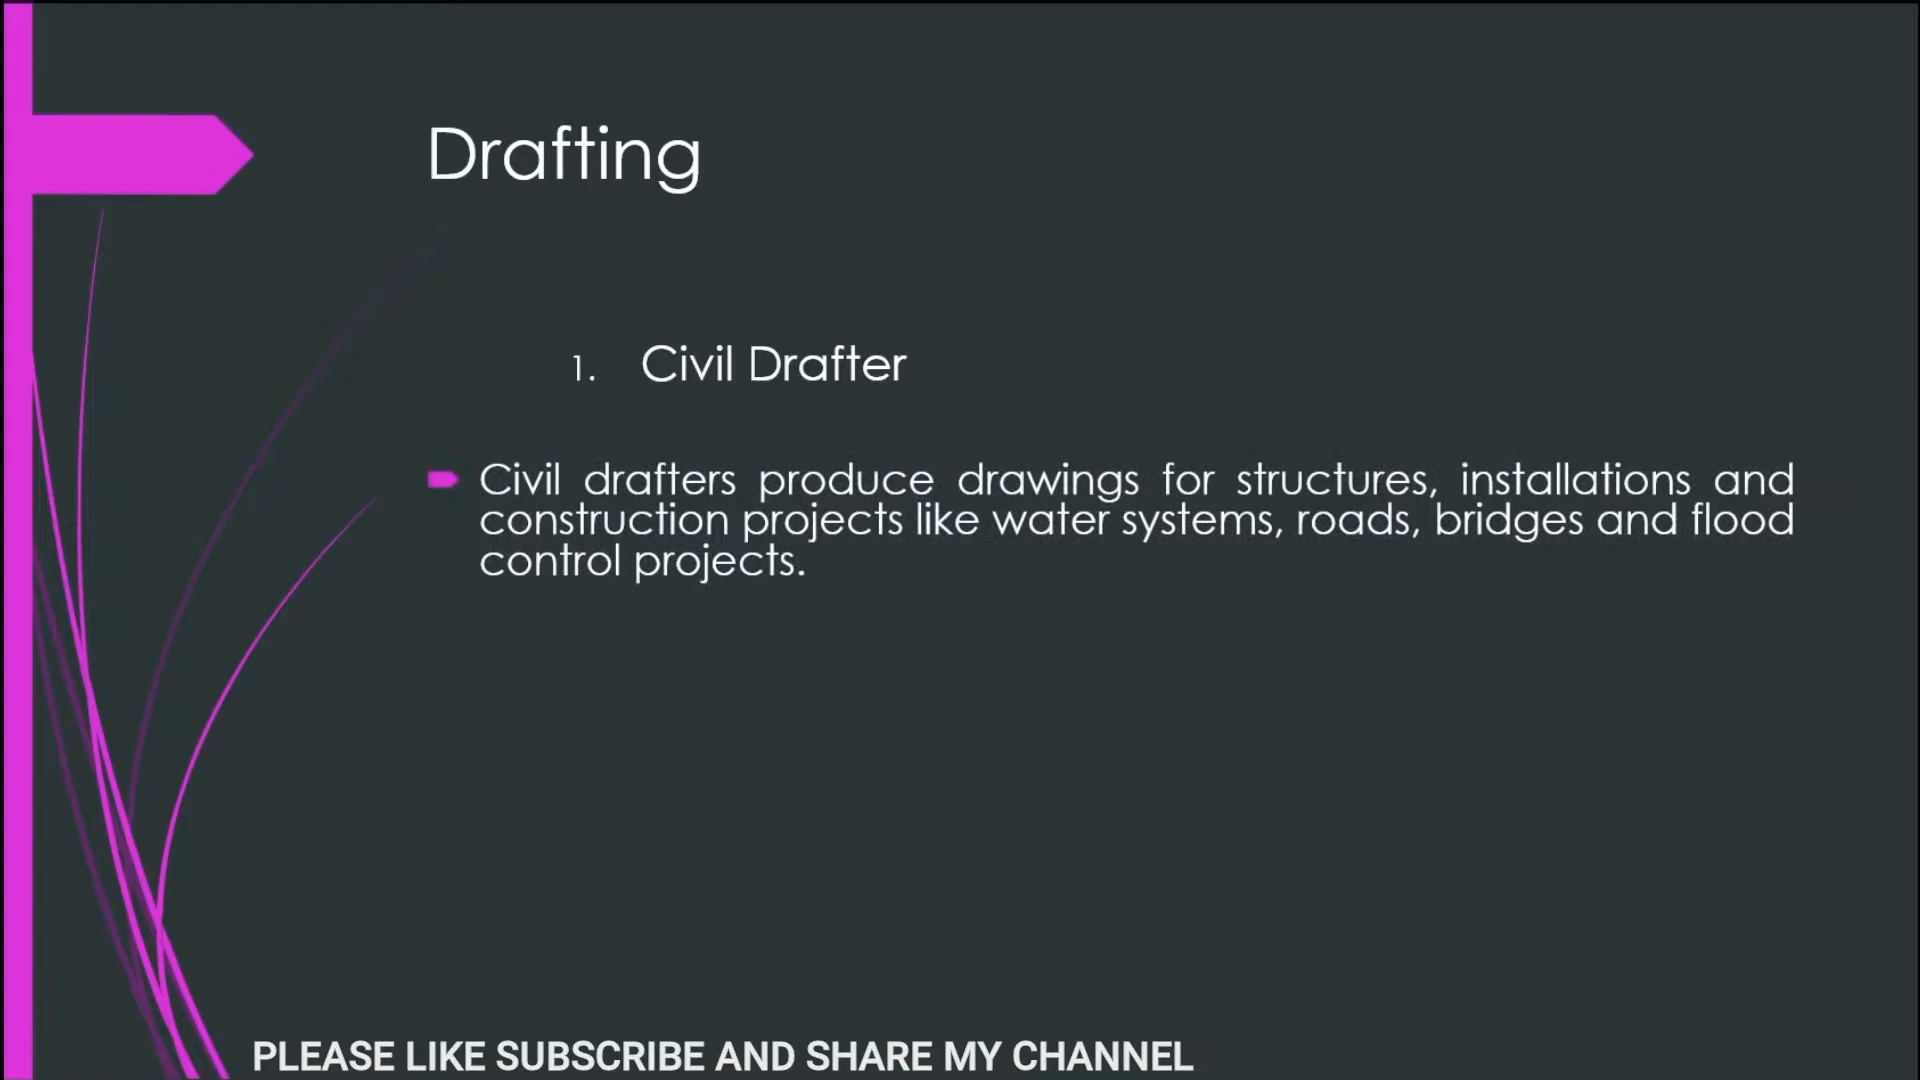 Drafting
1. Civil Drafter
Civil drafters produce drawings for structures, installations and
construction projects like water systems, roads, bridges and flood
control projects.
PLEASE LIKE SUBSCRIBE AND SHARE MY CHANNEL